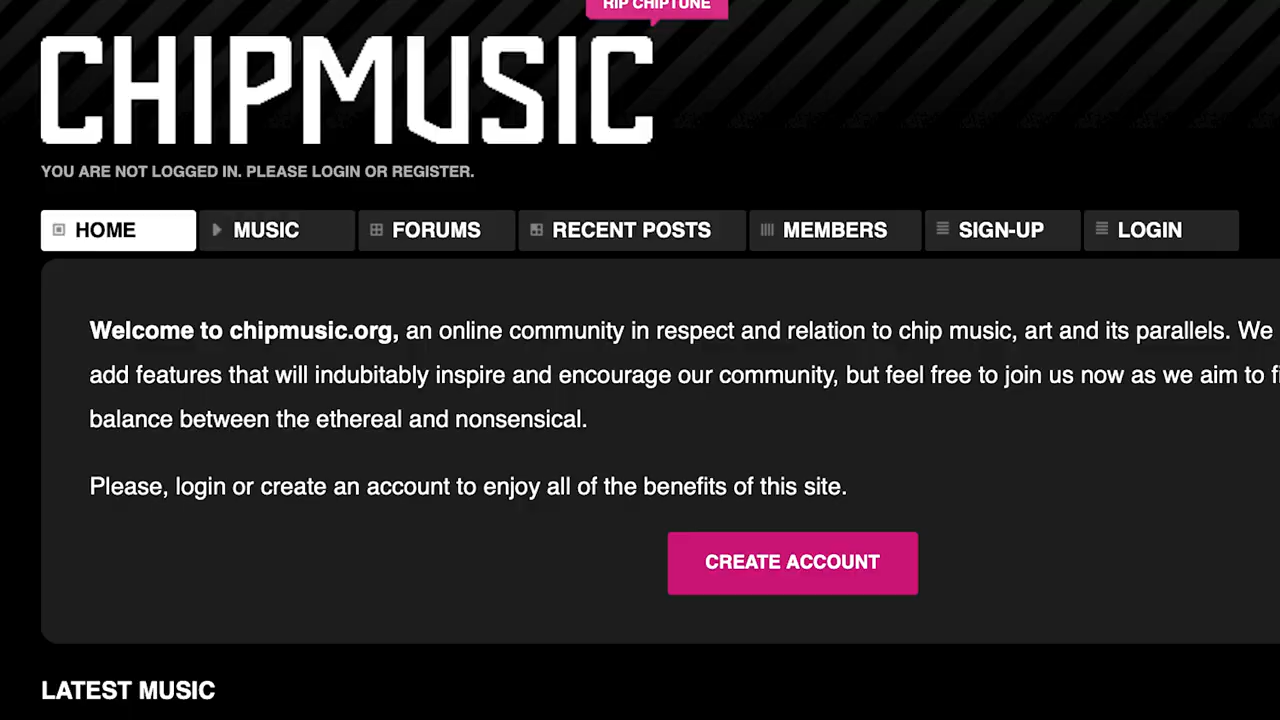 RIP CHIPTUNE
CHIPMUSIC
YOU ARE NOT LOGGED IN. PLEASE LOGIN OR REGISTER.
HOME MUSIC FORUMS RECENT POSTS MEMBERS SIGN-UP LOGIN
Welcome to chipmusic.org, an online community in respect and relation to chip music, art and its parallels. We
add features that will indubitably inspire and encourage our community, but feel free to join us now as we aim to
balance between the ethereal and nonsensical.
Please, login or create an account to enjoy all of the benefits of this site.
CREATE ACCOUNT
LATEST MUSIC